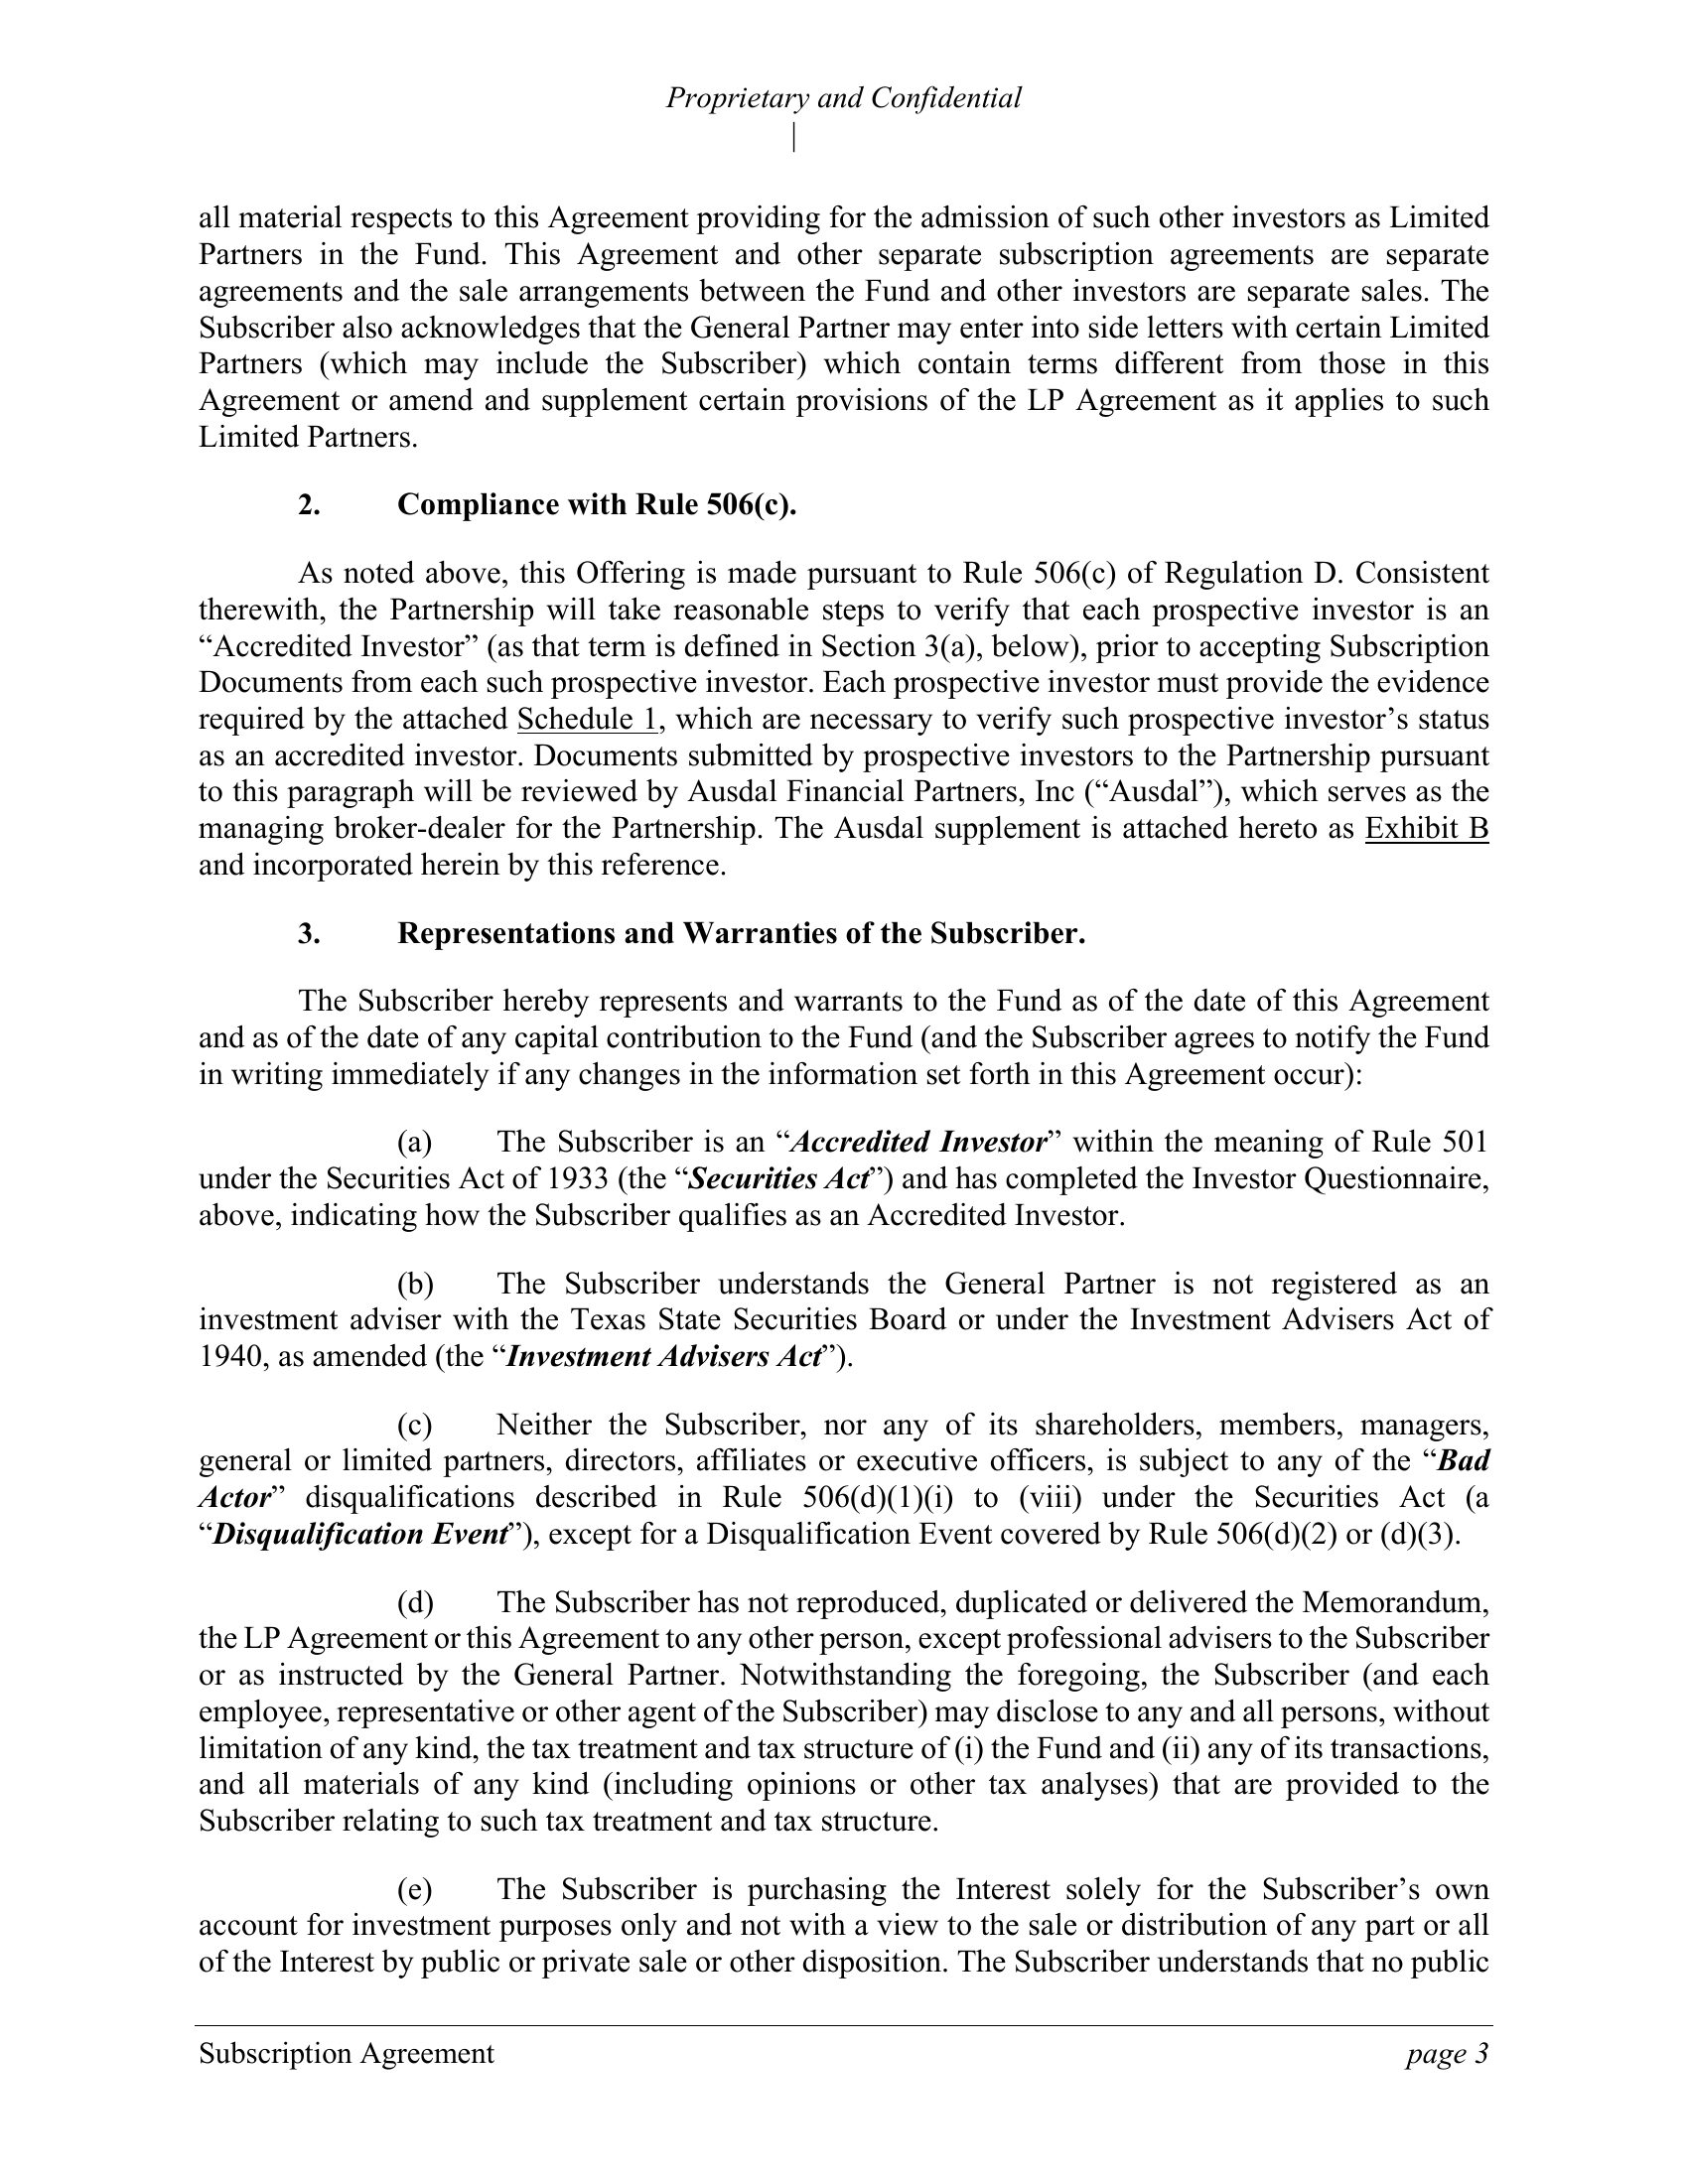 Proprietary and Confidential
|
all material respects to this Agreement providing for the admission of such other investors as Limited
Partners in the Fund. This Agreement and other separate subscription agreements are separate
agreements and the sale arrangements between the Fund and other investors are separate sales. The
Subscriber also acknowledges that the General Partner may enter into side letters with certain Limited
Partners (which may include the Subscriber) which contain terms different from those in this
Agreement or amend and supplement certain provisions of the LP Agreement as it applies to such
Limited Partners.
2. Compliance with Rule 506(c).
As noted above, this Offering is made pursuant to Rule 506(c) of Regulation D. Consistent
therewith, the Partnership will take reasonable steps to verify that each prospective investor is an
“Accredited Investor” (as that term is defined in Section 3(a), below), prior to accepting Subscription
Documents from each such prospective investor. Each prospective investor must provide the evidence
required by the attached Schedule 1, which are necessary to verify such prospective investor’s status
as an accredited investor. Documents submitted by prospective investors to the Partnership pursuant
to this paragraph will be reviewed by Ausdal Financial Partners, Inc (“Ausdal”), which serves as the
managing broker-dealer for the Partnership. The Ausdal supplement is attached hereto as Exhibit B
and incorporated herein by this reference.
3. Representations and Warranties of the Subscriber.
The Subscriber hereby represents and warrants to the Fund as of the date of this Agreement
and as of the date of any capital contribution to the Fund (and the Subscriber agrees to notify the Fund
in writing immediately if any changes in the information set forth in this Agreement occur):
(a) The Subscriber is an “Accredited Investor” within the meaning of Rule 501
under the Securities Act of 1933 (the “Securities Act”) and has completed the Investor Questionnaire,
above, indicating how the Subscriber qualifies as an Accredited Investor.
(b) The Subscriber understands the General Partner is not registered as an
investment adviser with the Texas State Securities Board or under the Investment Advisers Act of
1940, as amended (the “Investment Advisers Act”).
(c) Neither the Subscriber, nor any of its shareholders, members, managers,
general or limited partners, directors, affiliates or executive officers, is subject to any of the “Bad
Actor” disqualifications described in Rule 506(d)(1)(i) to (viii) under the Securities Act (a
“Disqualification Event”), except for a Disqualification Event covered by Rule 506(d)(2) or (d)(3).
(d) The Subscriber has not reproduced, duplicated or delivered the Memorandum,
the LP Agreement or this Agreement to any other person, except professional advisers to the Subscriber
or as instructed by the General Partner. Notwithstanding the foregoing, the Subscriber (and each
employee, representative or other agent of the Subscriber) may disclose to any and all persons, without
limitation of any kind, the tax treatment and tax structure of (i) the Fund and (ii) any of its transactions,
and all materials of any kind (including opinions or other tax analyses) that are provided to the
Subscriber relating to such tax treatment and tax structure.
(e) The Subscriber is purchasing the Interest solely for the Subscriber’s own
account for investment purposes only and not with a view to the sale or distribution of any part or all
of the Interest by public or private sale or other disposition. The Subscriber understands that no public
Subscription Agreement page 3